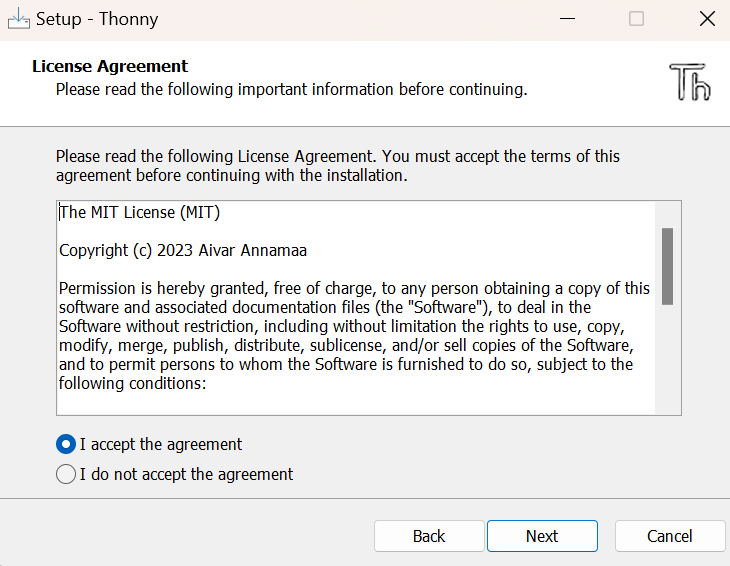 Setup - Thonny
License Agreement
Please read the following important information before continuing.
Th
Please read the following License Agreement. You must accept the terms of this
agreement before continuing with the installation.
The MIT License (MIT)
Copyright (c) 2023 Aivar Annamaa
Permission is hereby granted, free of charge, to any person obtaining a copy of this
software and associated documentation files (the "Software"), to deal in the
Software without restriction, including without limitation the rights to use, copy,
modify, merge, publish, distribute, sublicense, and/or sell copies of the Software,
and to permit persons to whom the Software is furnished to do so, subject to the
following conditions:
I accept the agreement
I do not accept the agreement
Back Next Cancel